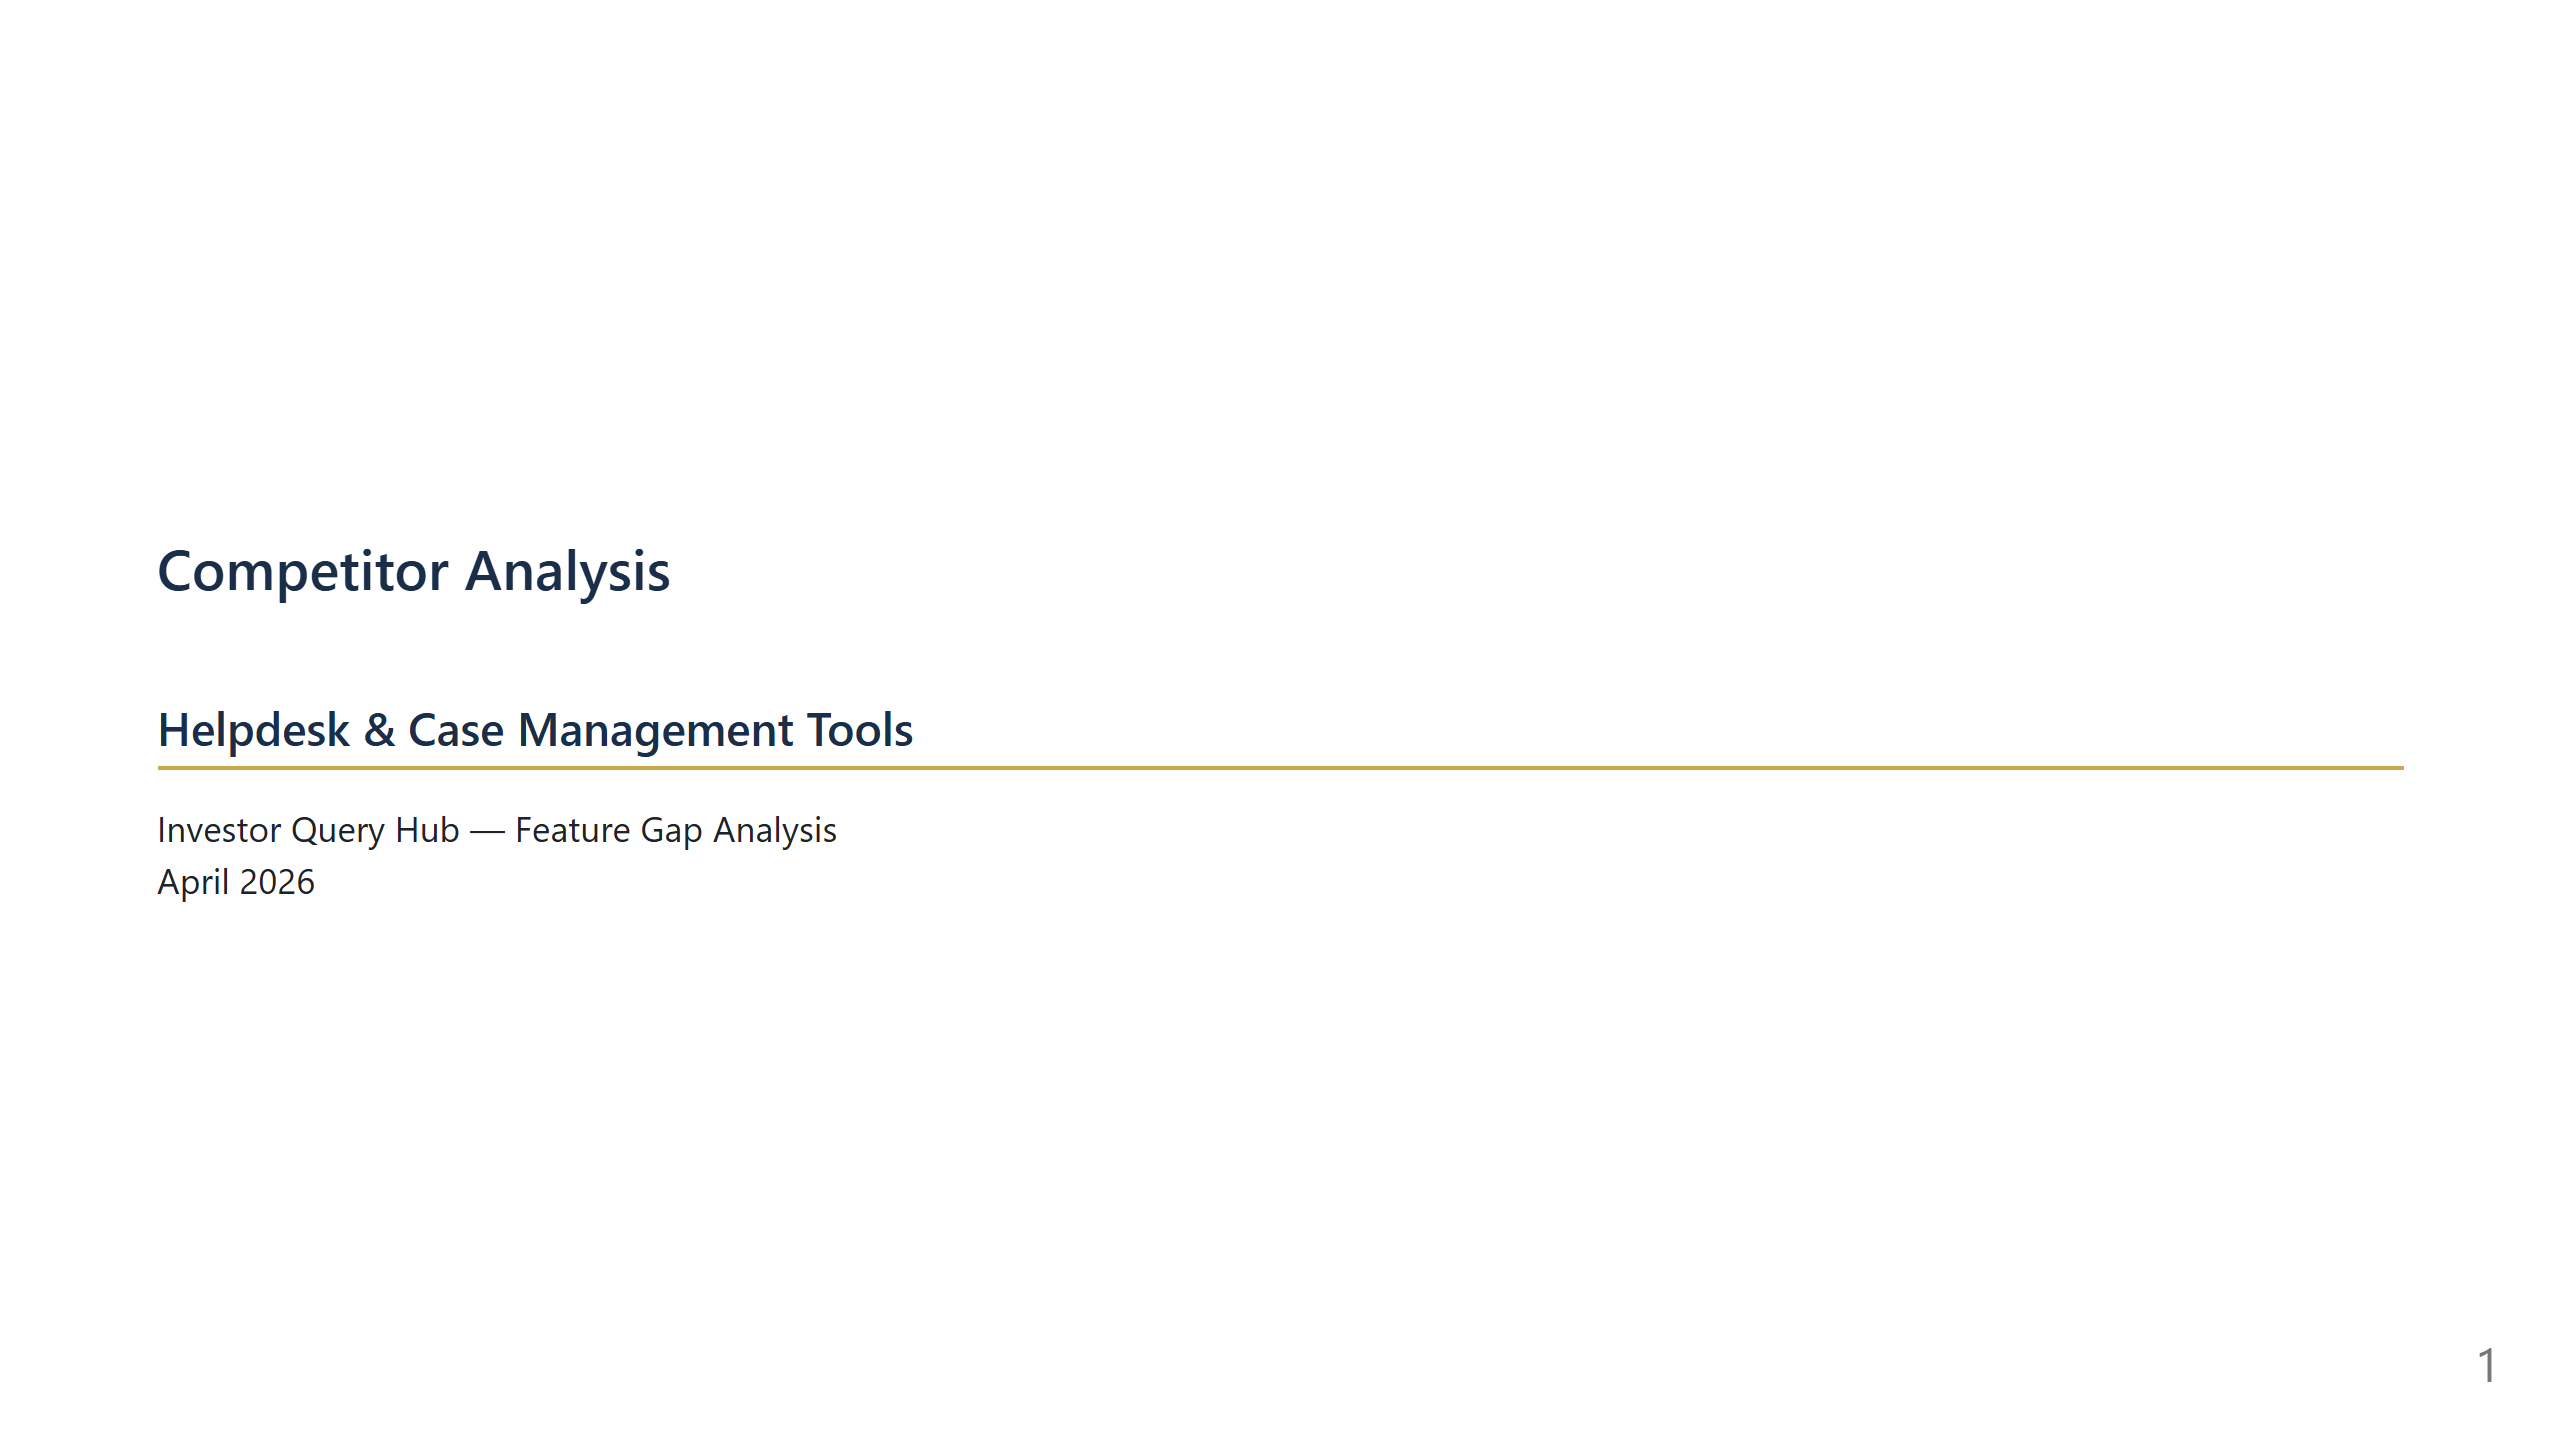 Competitor Analysis
Helpdesk & Case Management Tools
Investor Query Hub — Feature Gap Analysis
April 2026
1